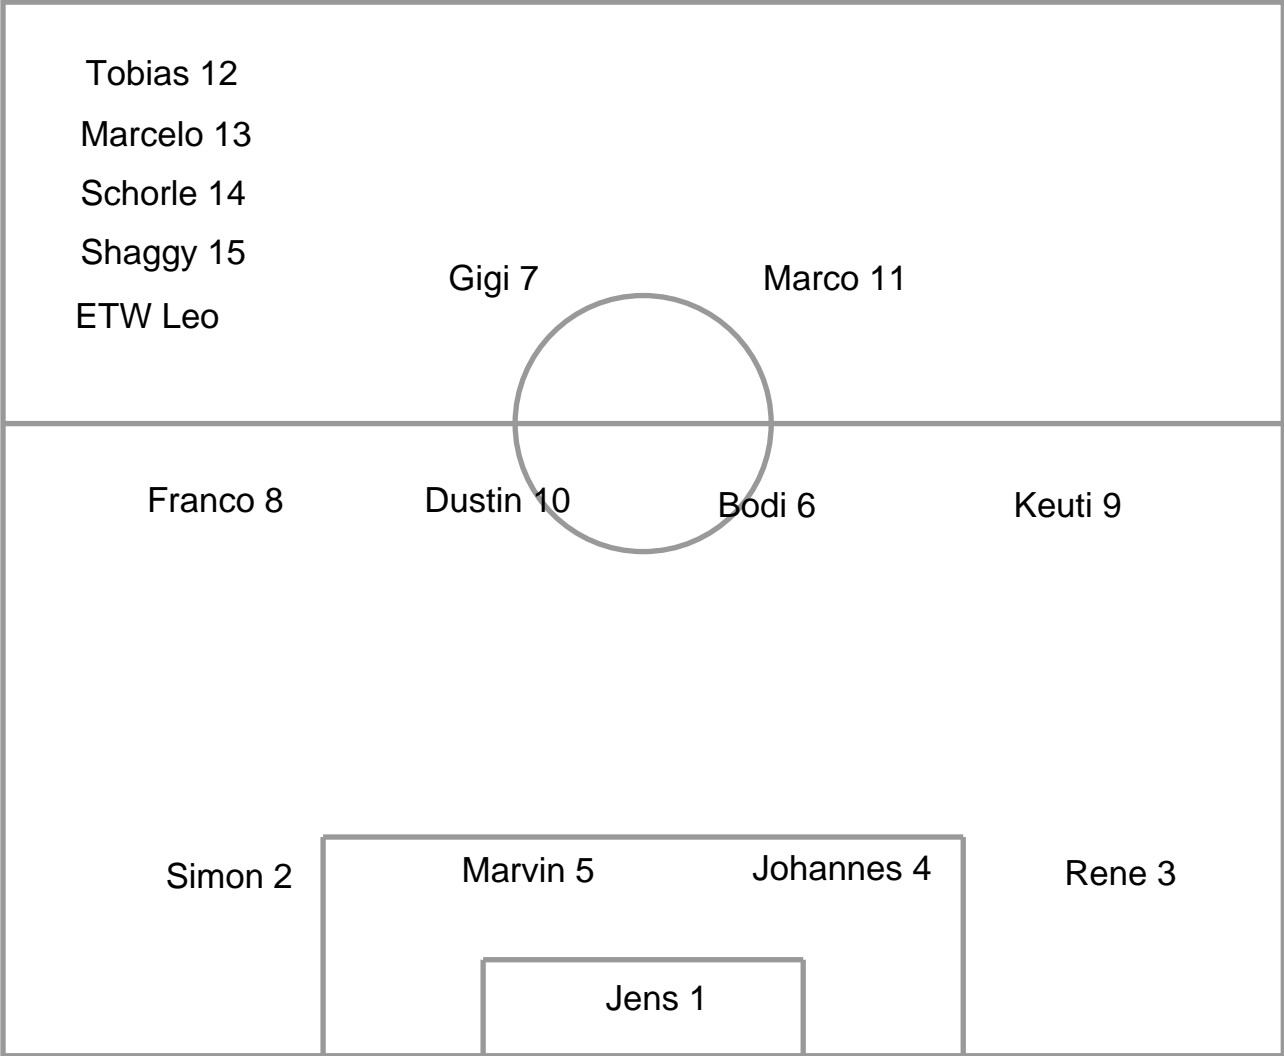 Tobias 12
Marcelo 13
Schorle 14
Shaggy 15
ETW Leo
Gigi 7
Marco 11
Franco 8
Dustin 10
Bodi 6
Keuti 9
Simon 2
Marvin 5
Johannes 4
Rene 3
Jens 1